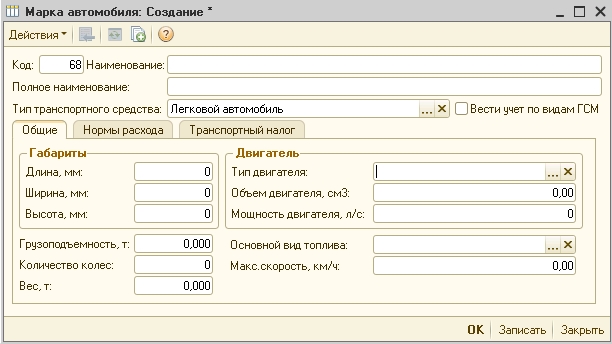 Марка автомобиля: Создание *
Действия
Код: 68 Наименование:
Полное наименование:
Тип транспортного средства: Легковой автомобиль ... × Вести учет по видам ГСМ
Общие Нормы расхода Транспортный налог
Габариты Двигатель
Длина, мм: 0 Тип двигателя: ... ×
Ширина, мм: 0 Объем двигателя, см3: 0,00
Высота, мм: 0 Мощность двигателя, л/с: 0
Грузоподъемность, т: 0,000 Основной вид топлива: ... ×
Количество колес: 0 Макс.скорость, км/ч: 0,00
Вес, т: 0,000
OK Записать Закрыть